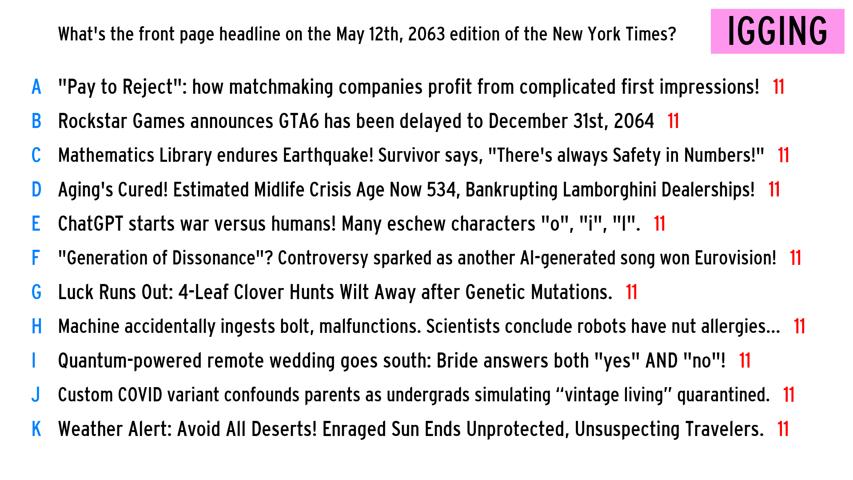 What's the front page headline on the May 12th, 2063 edition of the New York Times?
IGGING
A "Pay to Reject": how matchmaking companies profit from complicated first impressions! 11
B Rockstar Games announces GTA6 has been delayed to December 31st, 2064 11
C Mathematics Library endures Earthquake! Survivor says, "There's always Safety in Numbers!" 11
D Aging's Cured! Estimated Midlife Crisis Age Now 534, Bankrupting Lamborghini Dealerships! 11
E ChatGPT starts war versus humans! Many eschew characters "o", "i", "l". 11
F "Generation of Dissonance"? Controversy sparked as another AI-generated song won Eurovision! 11
G Luck Runs Out: 4-Leaf Clover Hunts Wilt Away after Genetic Mutations. 11
H Machine accidentally ingests bolt, malfunctions. Scientists conclude robots have nut allergies... 11
I Quantum-powered remote wedding goes south: Bride answers both "yes" AND "no"! 11
J Custom COVID variant confounds parents as undergrads simulating “vintage living” quarantined. 11
K Weather Alert: Avoid All Deserts! Enraged Sun Ends Unprotected, Unsuspecting Travelers. 11